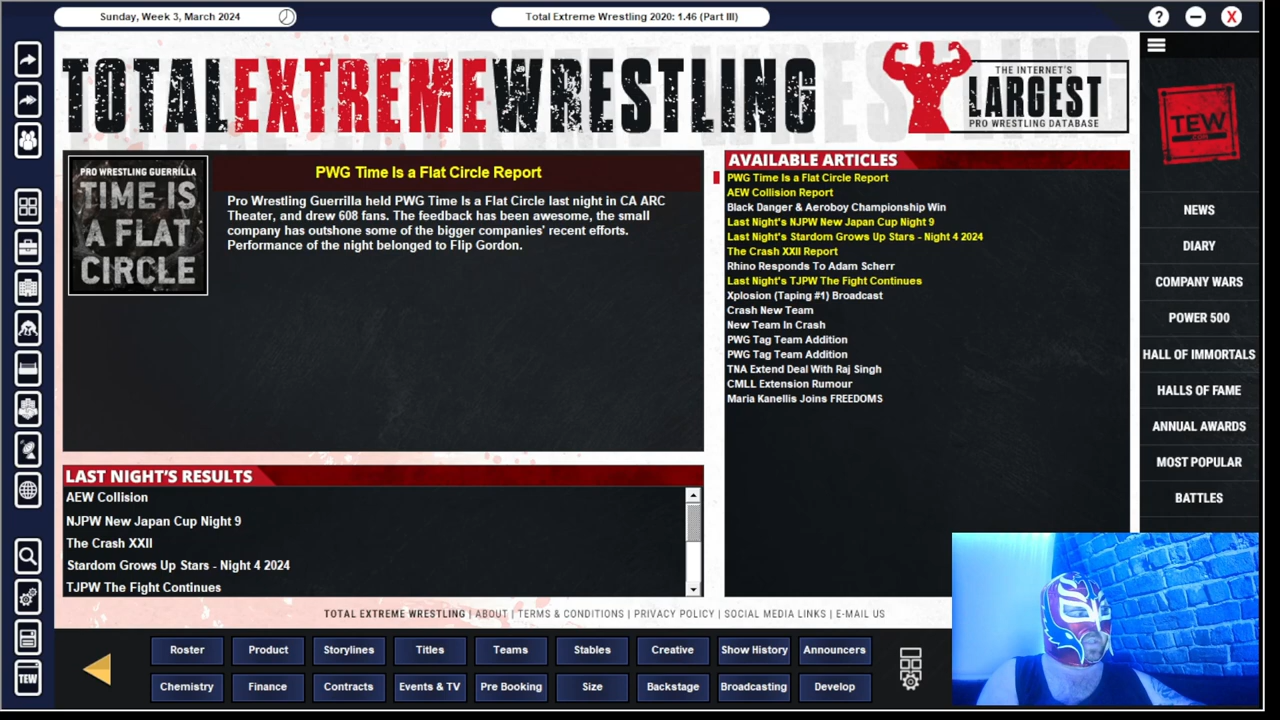 Sunday, Week 3, March 2024
Total Extreme Wrestling 2020: 1.46 (Part III)
?
X
TOTALEXTREMEWRESTLING
THE INTERNET'S
LARGEST
PRO WRESTLING DATABASE
TEW
.COM
PRO WRESTLING GUERRILLA
TIME IS
A FLAT
CIRCLE
PWG Time Is a Flat Circle Report
Pro Wrestling Guerrilla held PWG Time Is a Flat Circle last night in CA ARC
Theater, and drew 608 fans. The feedback has been awesome, the small
company has outshone some of the bigger companies' recent efforts.
Performance of the night belonged to Flip Gordon.
AVAILABLE ARTICLES
PWG Time Is a Flat Circle Report
AEW Collision Report
Black Danger & Aeroboy Championship Win
Last Night's NJPW New Japan Cup Night 9
Last Night's Stardom Grows Up Stars - Night 4 2024
The Crash XXII Report
Rhino Responds To Adam Scherr
Last Night's TJPW The Fight Continues
Xplosion (Taping #1) Broadcast
Crash New Team
New Team In Crash
PWG Tag Team Addition
PWG Tag Team Addition
TNA Extend Deal With Raj Singh
CMLL Extension Rumour
Maria Kanellis Joins FREEDOMS
NEWS
DIARY
COMPANY WARS
POWER 500
HALL OF IMMORTALS
HALLS OF FAME
ANNUAL AWARDS
MOST POPULAR
BATTLES
LAST NIGHT'S RESULTS
AEW Collision
NJPW New Japan Cup Night 9
The Crash XXII
Stardom Grows Up Stars - Night 4 2024
TJPW The Fight Continues
TOTAL EXTREME WRESTLING | ABOUT | TERMS & CONDITIONS | PRIVACY POLICY | SOCIAL MEDIA LINKS | E-MAIL US
Roster
Product
Storylines
Titles
Teams
Stables
Creative
Show History
Announcers
Chemistry
Finance
Contracts
Events & TV
Pre Booking
Size
Backstage
Broadcasting
Develop
TEW